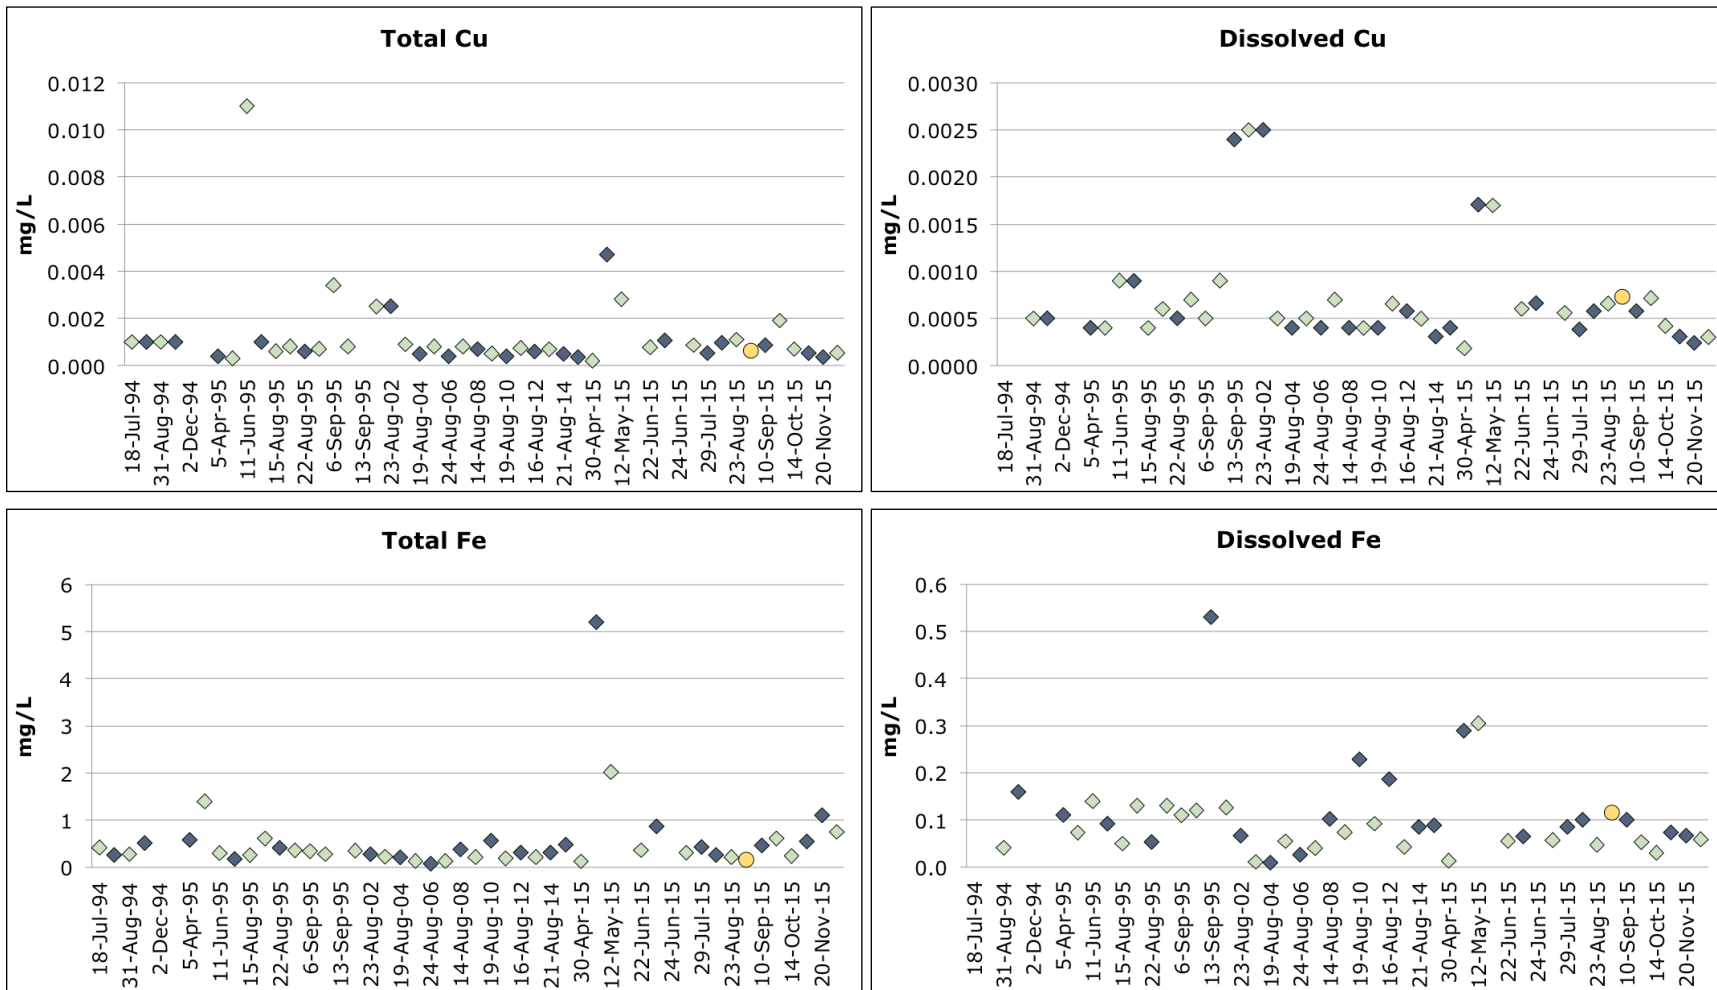 Total Cu
0.012
0.010
0.008
0.006
0.004
0.002
0.000
mg/L
18-Jul-94
31-Aug-94
2-Dec-94
5-Apr-95
11-Jun-95
15-Aug-95
22-Aug-95
6-Sep-95
13-Sep-95
23-Aug-02
19-Aug-04
24-Aug-06
14-Aug-08
19-Aug-10
16-Aug-12
21-Aug-14
30-Apr-15
12-May-15
22-Jun-15
24-Jun-15
29-Jul-15
23-Aug-15
10-Sep-15
14-Oct-15
20-Nov-15
Dissolved Cu
0.0030
0.0025
0.0020
0.0015
0.0010
0.0005
0.0000
mg/L
18-Jul-94
31-Aug-94
2-Dec-94
5-Apr-95
11-Jun-95
15-Aug-95
22-Aug-95
6-Sep-95
13-Sep-95
23-Aug-02
19-Aug-04
24-Aug-06
14-Aug-08
19-Aug-10
16-Aug-12
21-Aug-14
30-Apr-15
12-May-15
22-Jun-15
24-Jun-15
29-Jul-15
23-Aug-15
10-Sep-15
14-Oct-15
20-Nov-15
Total Fe
6
5
4
3
2
1
0
mg/L
18-Jul-94
31-Aug-94
2-Dec-94
5-Apr-95
11-Jun-95
15-Aug-95
22-Aug-95
6-Sep-95
13-Sep-95
23-Aug-02
19-Aug-04
24-Aug-06
14-Aug-08
19-Aug-10
16-Aug-12
21-Aug-14
30-Apr-15
12-May-15
22-Jun-15
24-Jun-15
29-Jul-15
23-Aug-15
10-Sep-15
14-Oct-15
20-Nov-15
Dissolved Fe
0.6
0.5
0.4
0.3
0.2
0.1
0.0
mg/L
18-Jul-94
31-Aug-94
2-Dec-94
5-Apr-95
11-Jun-95
15-Aug-95
22-Aug-95
6-Sep-95
13-Sep-95
23-Aug-02
19-Aug-04
24-Aug-06
14-Aug-08
19-Aug-10
16-Aug-12
21-Aug-14
30-Apr-15
12-May-15
22-Jun-15
24-Jun-15
29-Jul-15
23-Aug-15
10-Sep-15
14-Oct-15
20-Nov-15